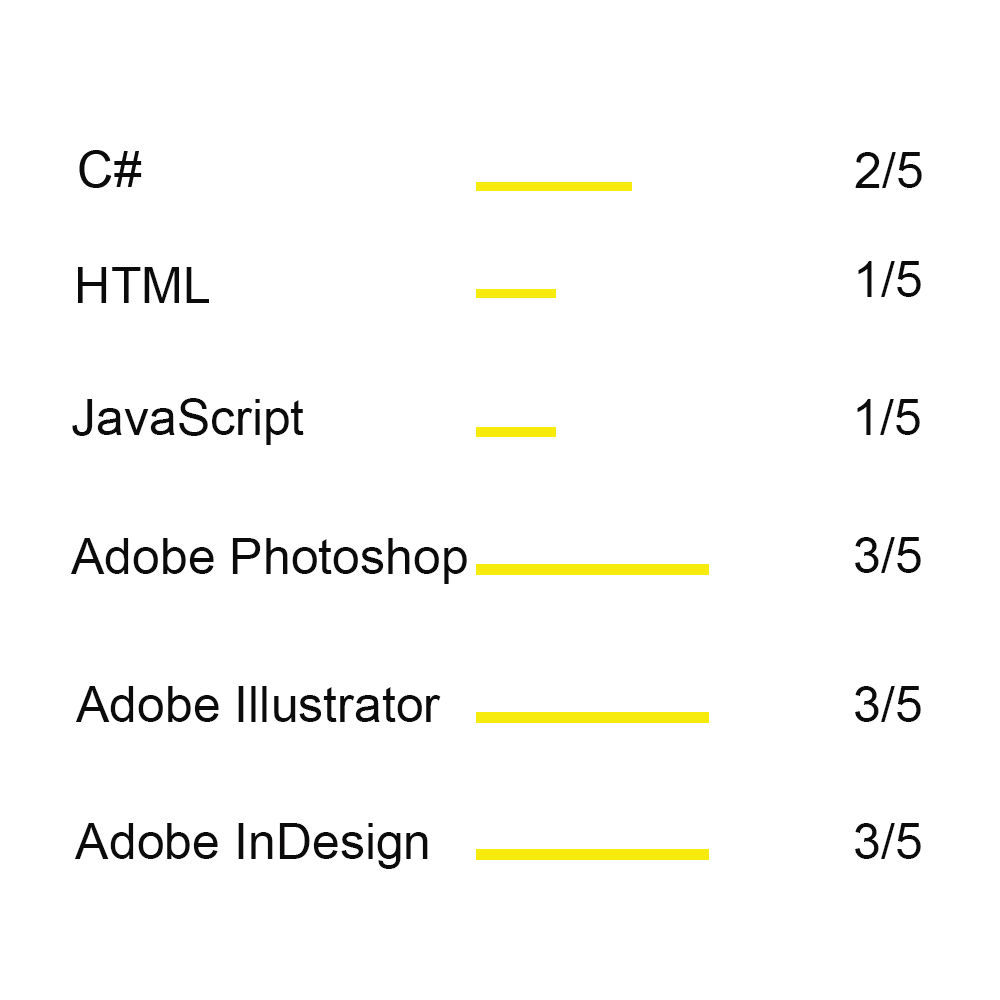 C# 2/5
HTML 1/5
JavaScript 1/5
Adobe Photoshop 3/5
Adobe Illustrator 3/5
Adobe InDesign 3/5